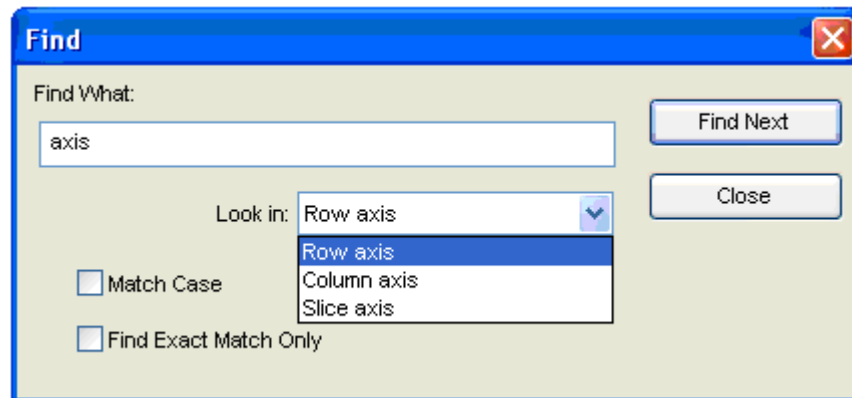 Find
Find What:
axis
Find Next
Look in: Row axis
Close
Row axis
Column axis
Slice axis
Match Case
Find Exact Match Only